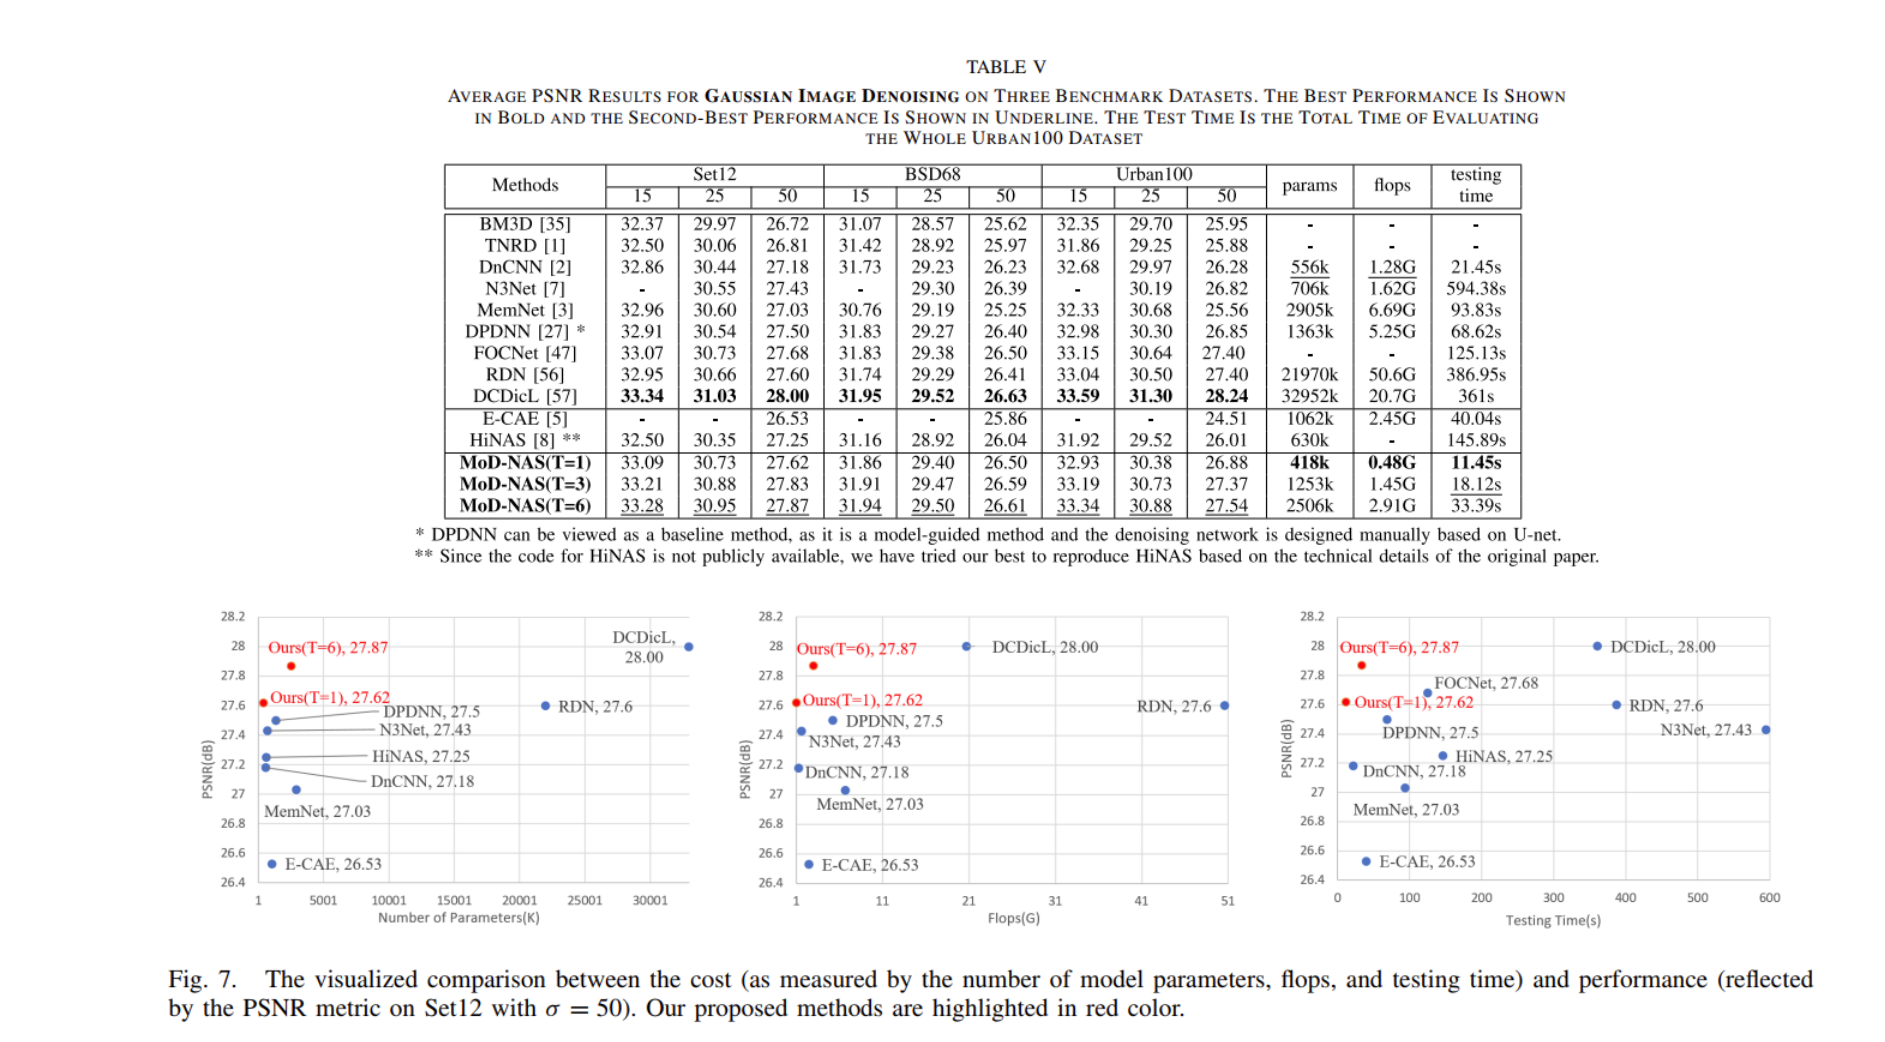 TABLE V
AVERAGE PSNR RESULTS FOR GAUSSIAN IMAGE DENOISING ON THREE BENCHMARK DATASETS. THE BEST PERFORMANCE IS SHOWN
IN BOLD AND THE SECOND-BEST PERFORMANCE IS SHOWN IN UNDERLINE. THE TEST TIME IS THE TOTAL TIME OF EVALUATING
THE WHOLE URBAN100 DATASET
Methods Set12 BSD68 Urban100 params flops testing time
15 25 50 15 25 50 15 25 50
BM3D [35] 32.37 29.97 26.72 31.07 28.57 25.62 32.35 29.70 25.95 - - -
TNRD [1] 32.50 30.06 26.81 31.42 28.92 25.97 31.86 29.25 25.88 - - -
DnCNN [2] 32.86 30.44 27.18 31.73 29.23 26.23 32.68 29.97 26.28 556k 1.28G 21.45s
N3Net [7] - 30.55 27.43 - 29.30 26.39 - 30.19 26.82 706k 1.62G 594.38s
MemNet [3] 32.96 30.60 27.03 30.76 29.19 25.25 32.33 30.68 25.56 2905k 6.69G 93.83s
DPDNN [27] * 32.91 30.54 27.50 31.83 29.27 26.40 32.98 30.30 26.85 1363k 5.25G 68.62s
FOCNet [47] 33.07 30.73 27.68 31.83 29.38 26.50 33.15 30.64 27.40 - - 125.13s
RDN [56] 32.95 30.66 27.60 31.74 29.29 26.41 33.04 30.50 27.40 21970k 50.6G 386.95s
DCDicL [57] 33.34 31.03 28.00 31.95 29.52 26.63 33.59 31.30 28.24 32952k 20.7G 361s
E-CAE [5] - - 26.53 - - 25.86 - - 24.51 1062k 2.45G 40.04s
HiNAS [8] ** 32.50 30.35 27.25 31.16 28.92 26.04 31.92 29.52 26.01 630k - 145.89s
MoD-NAS(T=1) 33.09 30.73 27.62 31.86 29.40 26.50 32.93 30.38 26.88 418k 0.48G 11.45s
MoD-NAS(T=3) 33.21 30.88 27.83 31.91 29.47 26.59 33.19 30.73 27.37 1253k 1.45G 18.12s
MoD-NAS(T=6) 33.28 30.95 27.87 31.94 29.50 26.61 33.34 30.88 27.54 2506k 2.91G 33.39s
* DPDNN can be viewed as a baseline method, as it is a model-guided method and the denoising network is designed manually based on U-net.
** Since the code for HiNAS is not publicly available, we have tried our best to reproduce HiNAS based on the technical details of the original paper.
28.2
28
27.8
27.6
27.4
27.2
27
26.8
26.6
26.4
PSNR(dB)
Ours(T=6), 27.87
DCDicL,
28.00
Ours(T=1), 27.62
RDN, 27.6
DPDNN, 27.5
N3Net, 27.43
HiNAS, 27.25
DnCNN, 27.18
MemNet, 27.03
E-CAE, 26.53
1 5001 10001 15001 20001 25001 30001
Number of Parameters(K)
28.2
28
27.8
27.6
27.4
27.2
27
26.8
26.6
26.4
PSNR(dB)
Ours(T=6), 27.87
DCDicL, 28.00
Ours(T=1), 27.62
RDN, 27.6
DPDNN, 27.5
N3Net, 27.43
DnCNN, 27.18
MemNet, 27.03
E-CAE, 26.53
1 11 21 31 41 51
Flops(G)
28.2
28
27.8
27.6
27.4
27.2
27
26.8
26.6
26.4
PSNR(dB)
Ours(T=6), 27.87
DCDicL, 28.00
FOCNet, 27.68
Ours(T=1), 27.62
RDN, 27.6
DPDNN, 27.5
N3Net, 27.43
HiNAS, 27.25
DnCNN, 27.18
MemNet, 27.03
E-CAE, 26.53
0 100 200 300 400 500 600
Testing Time(s)
Fig. 7. The visualized comparison between the cost (as measured by the number of model parameters, flops, and testing time) and performance (reflected
by the PSNR metric on Set12 with σ = 50). Our proposed methods are highlighted in red color.